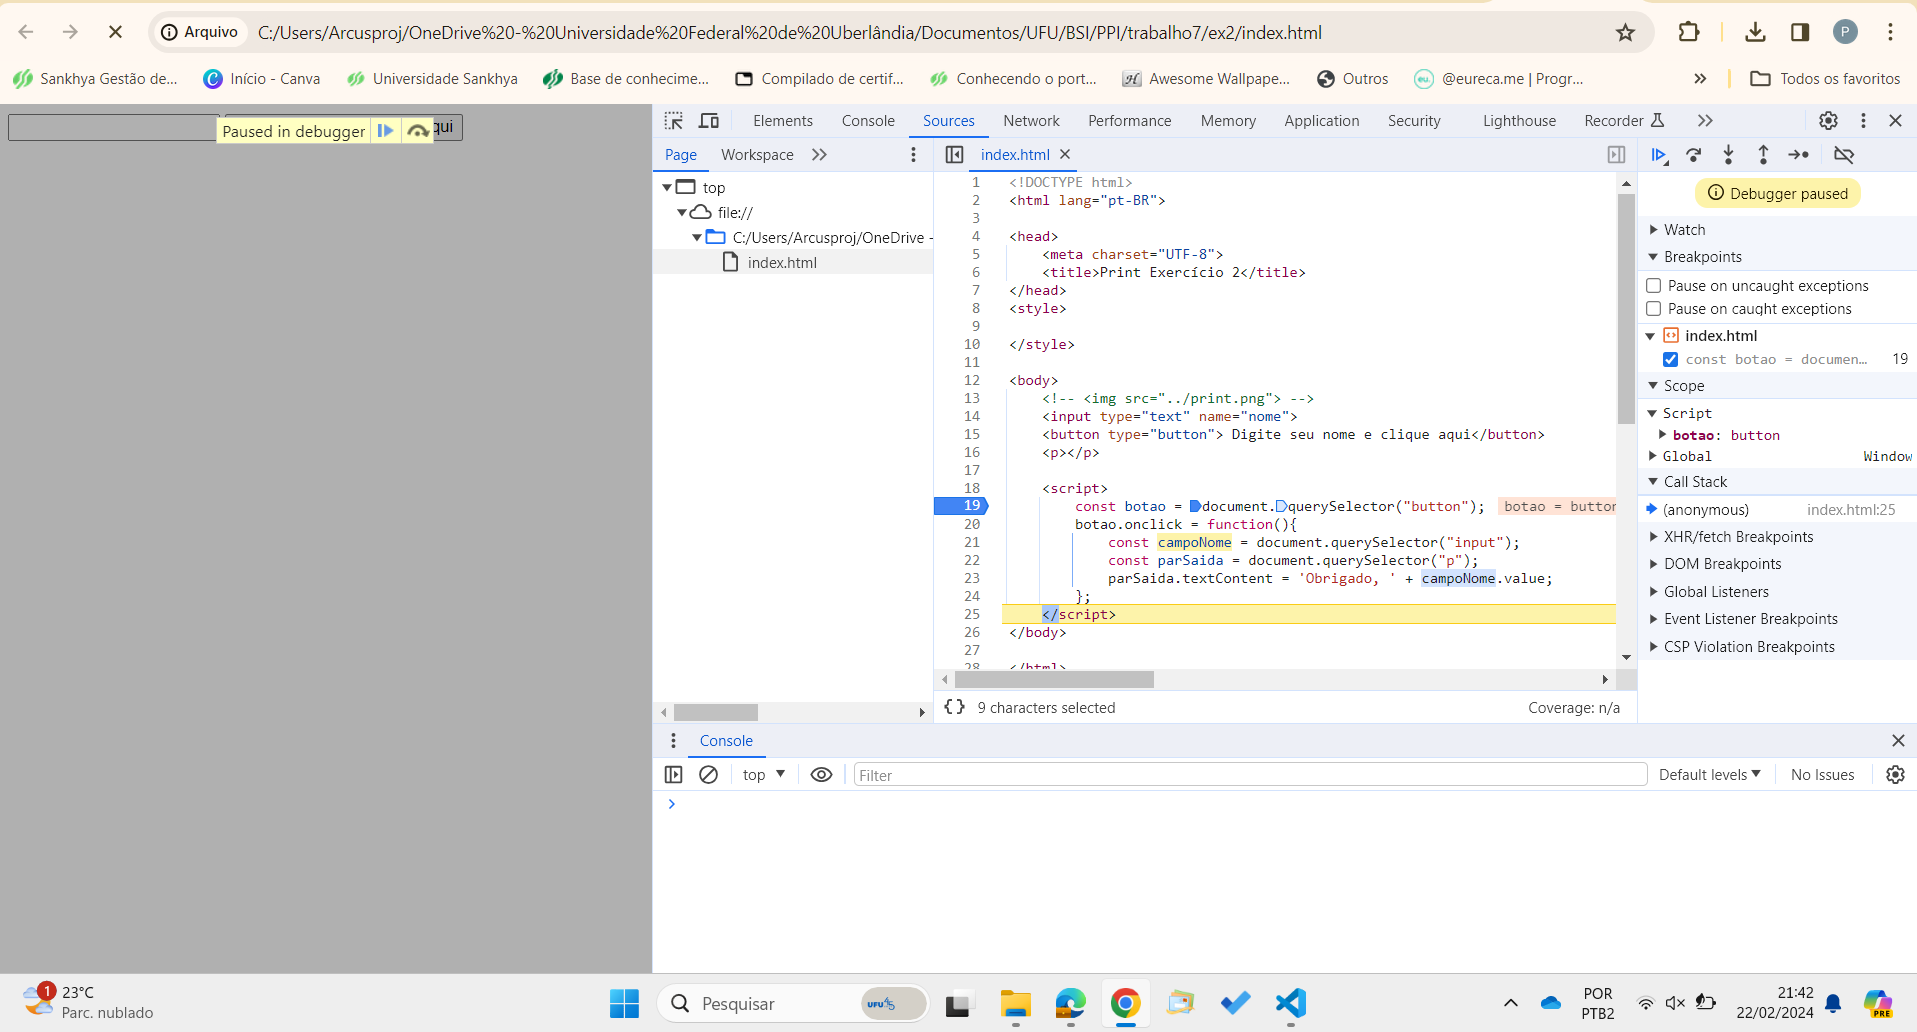 Arquivo C:/Users/Arcusproj/OneDrive%20-%20Universidade%20Federal%20de%20Uberlândia/Documentos/UFU/BSI/PPI/trabalho7/ex2/index.html P
Sankhya Gestão de... Início - Canva Universidade Sankhya Base de conhecime... Compilado de certif... Conhecendo o port... Awesome Wallpape... Outros @eureca.me | Progr... » Todos os favoritos
Paused in debugger qui
Elements Console Sources Network Performance Memory Application Security Lighthouse Recorder
Page Workspace index.html
top
file://
C:/Users/Arcusproj/OneDrive -
index.html
1 <!DOCTYPE html>
2 <html lang="pt-BR">
3
4 <head>
5 <meta charset="UTF-8">
6 <title>Print Exercício 2</title>
7 </head>
8 <style>
9
10 </style>
11
12 <body>
13 <!-- <img src="../print.png"> -->
14 <input type="text" name="nome">
15 <button type="button"> Digite seu nome e clique aqui</button>
16 <p></p>
17
18 <script>
19 const botao = document.querySelector("button"); botao = button
20 botao.onclick = function(){
21 const campoNome = document.querySelector("input");
22 const parSaida = document.querySelector("p");
23 parSaida.textContent = 'Obrigado, ' + campoNome.value;
24 };
25 </script>
26 </body>
27
28 </html>
{} 9 characters selected Coverage: n/a
Debugger paused
Watch
Breakpoints
Pause on uncaught exceptions
Pause on caught exceptions
index.html
const botao = documen... 19
Scope
Script
botao: button
Global Window
Call Stack
(anonymous) index.html:25
XHR/fetch Breakpoints
DOM Breakpoints
Global Listeners
Event Listener Breakpoints
CSP Violation Breakpoints
Console
top Filter Default levels No Issues
1 23°C
Parc. nublado
Pesquisar UFU 45
PRE
POR
PTB2
21:42
22/02/2024